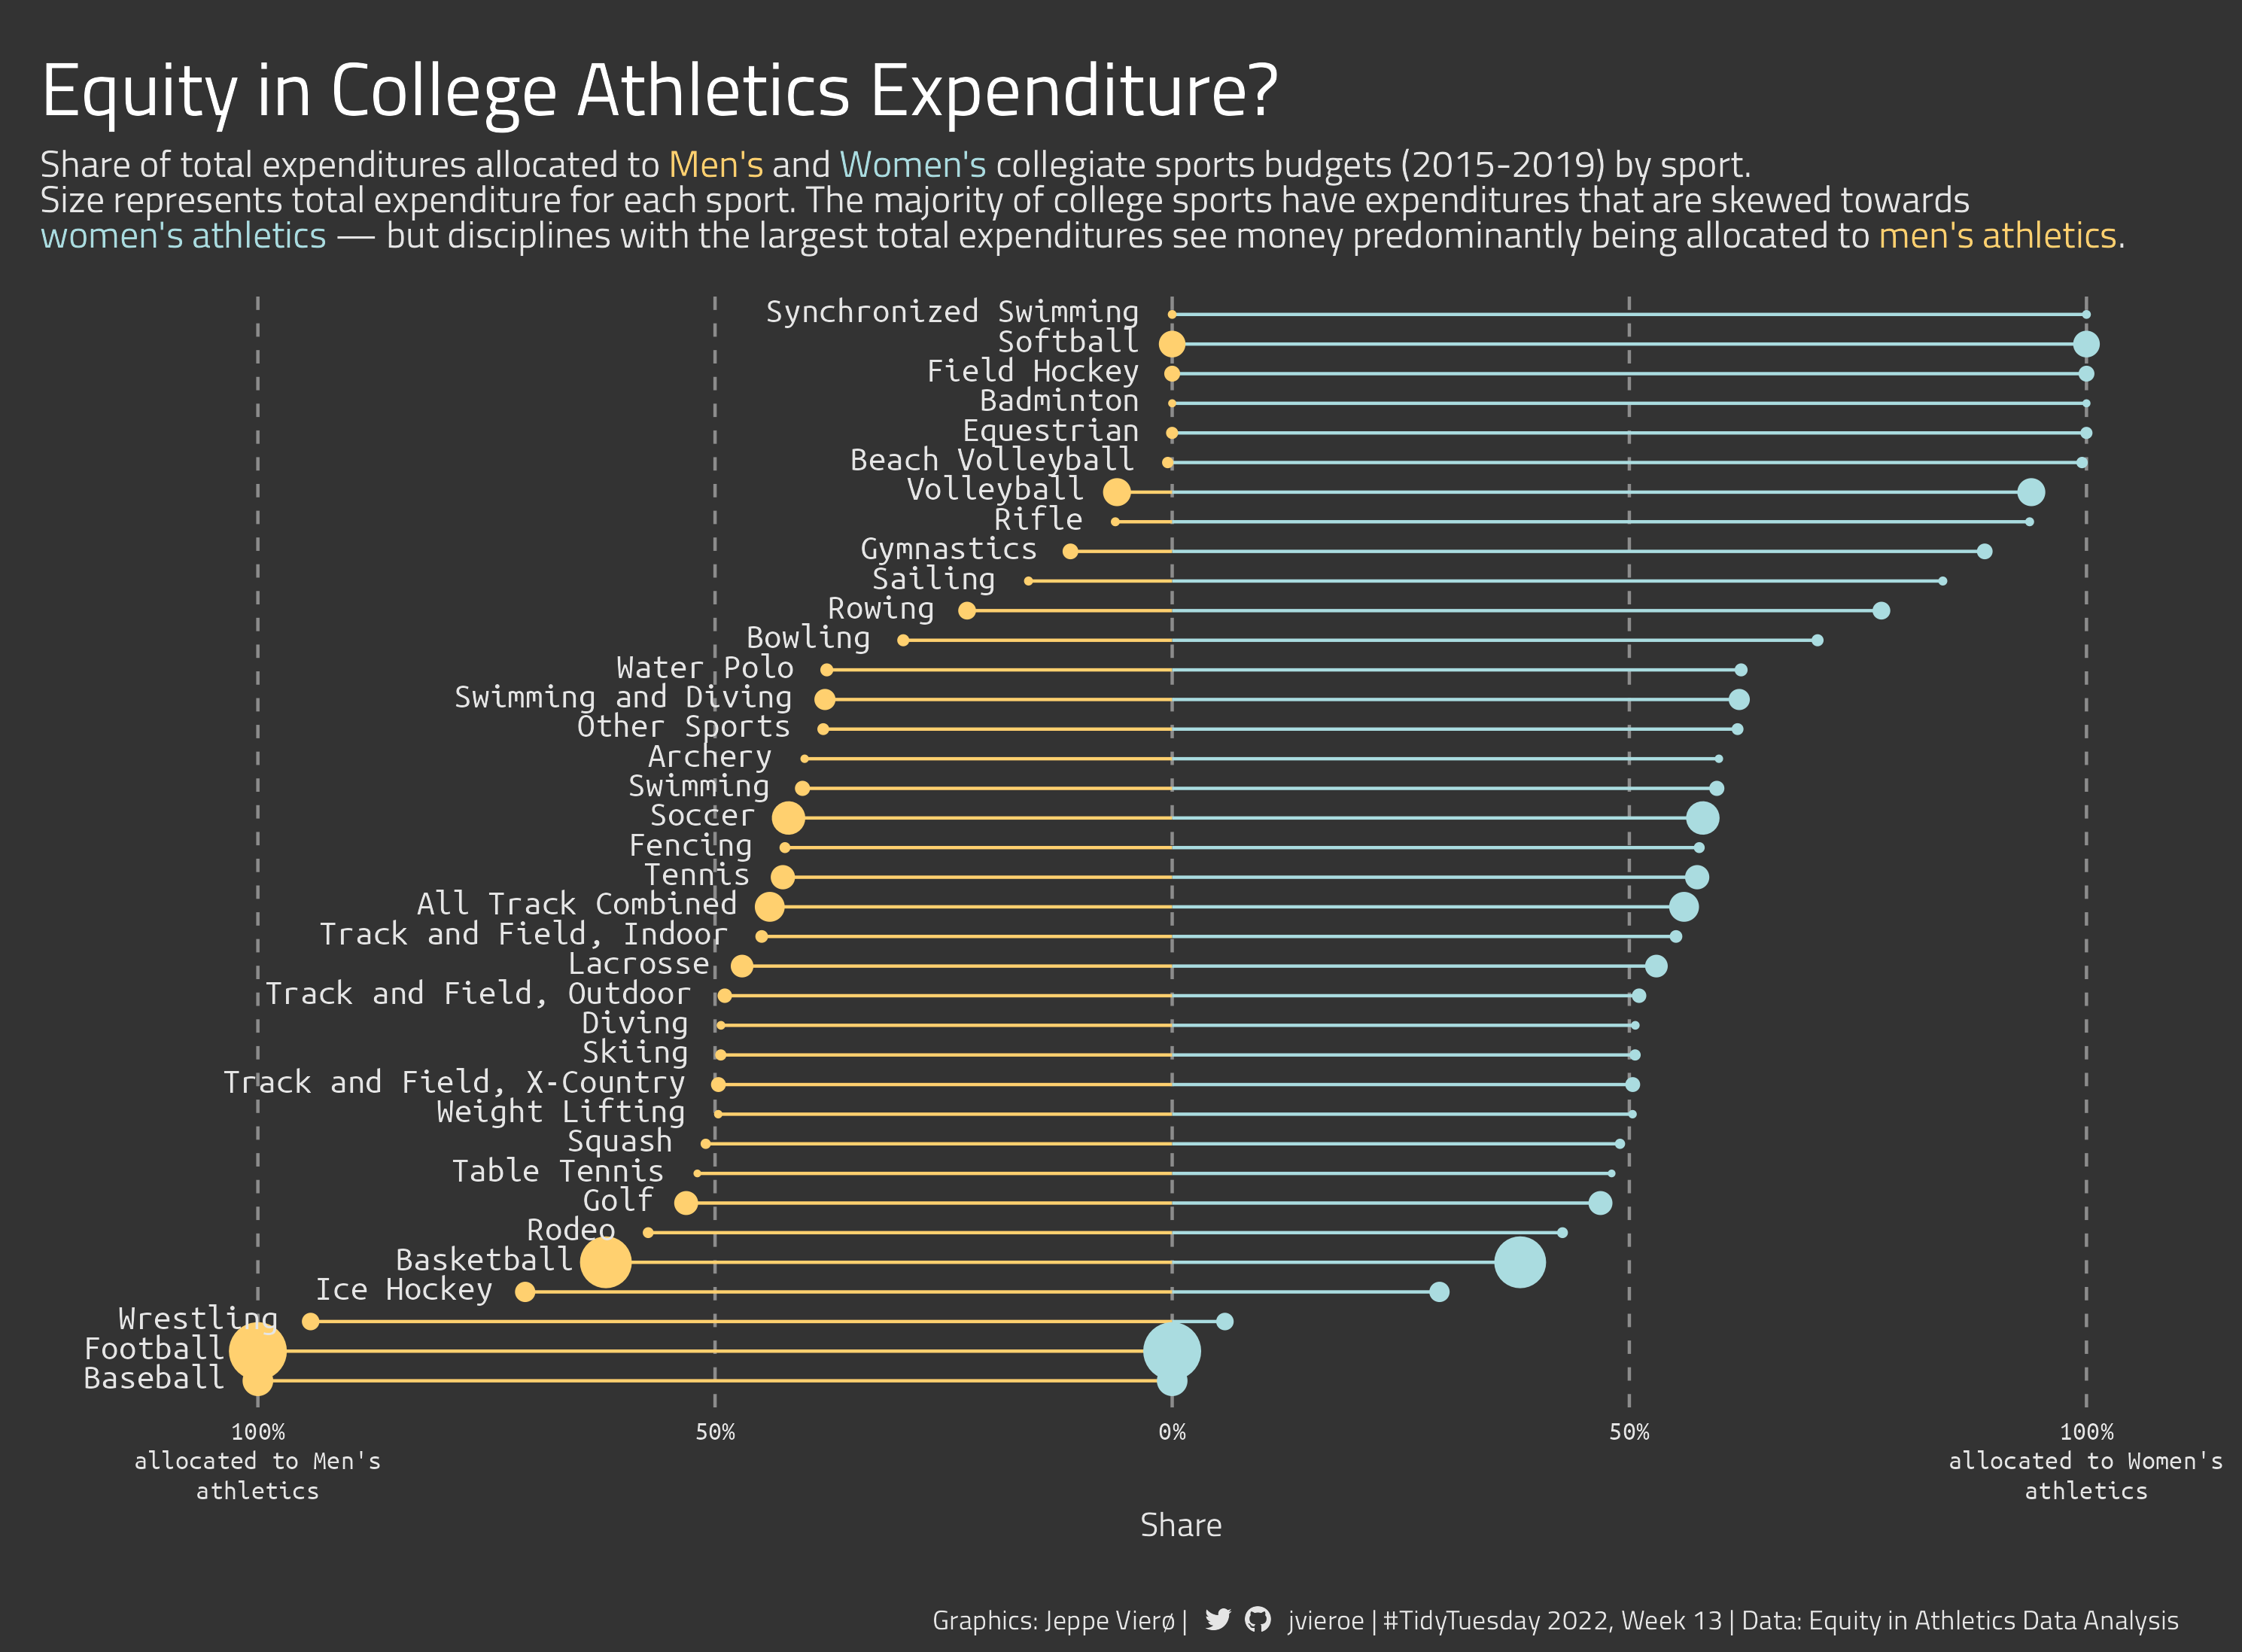 Equity in College Athletics Expenditure?
Share of total expenditures allocated to Men's and Women's collegiate sports budgets (2015-2019) by sport.
Size represents total expenditure for each sport. The majority of college sports have expenditures that are skewed towards
women's athletics — but disciplines with the largest total expenditures see money predominantly being allocated to men's athletics.
Synchronized Swimming
Softball
Field Hockey
Badminton
Equestrian
Beach Volleyball
Volleyball
Rifle
Gymnastics
Sailing
Rowing
Bowling
Water Polo
Swimming and Diving
Other Sports
Archery
Swimming
Soccer
Fencing
Tennis
All Track Combined
Track and Field, Indoor
Lacrosse
Track and Field, Outdoor
Diving
Skiing
Track and Field, X-Country
Weight Lifting
Squash
Table Tennis
Golf
Rodeo
Basketball
Ice Hockey
Wrestling
Football
Baseball
100% 50% 0% 50% 100%
allocated to Men's allocated to Women's
athletics athletics
Share
Graphics: Jeppe Vierø | jvieroe | #TidyTuesday 2022, Week 13 | Data: Equity in Athletics Data Analysis